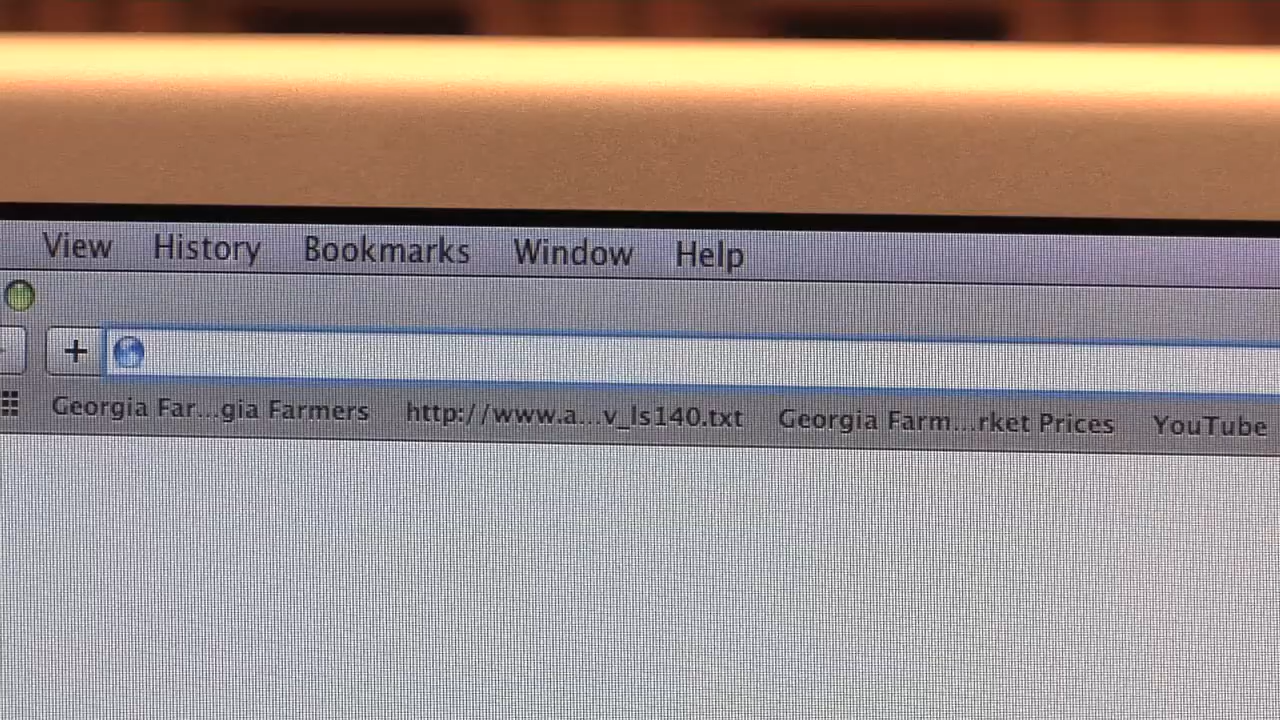 View History Bookmarks Window Help
+
Georgia Far...gia Farmers http://www.a...v_ls140.txt Georgia Farm...rket Prices YouTube